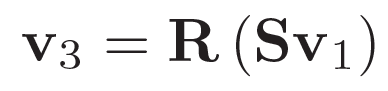 v₃ = R (Sv₁)